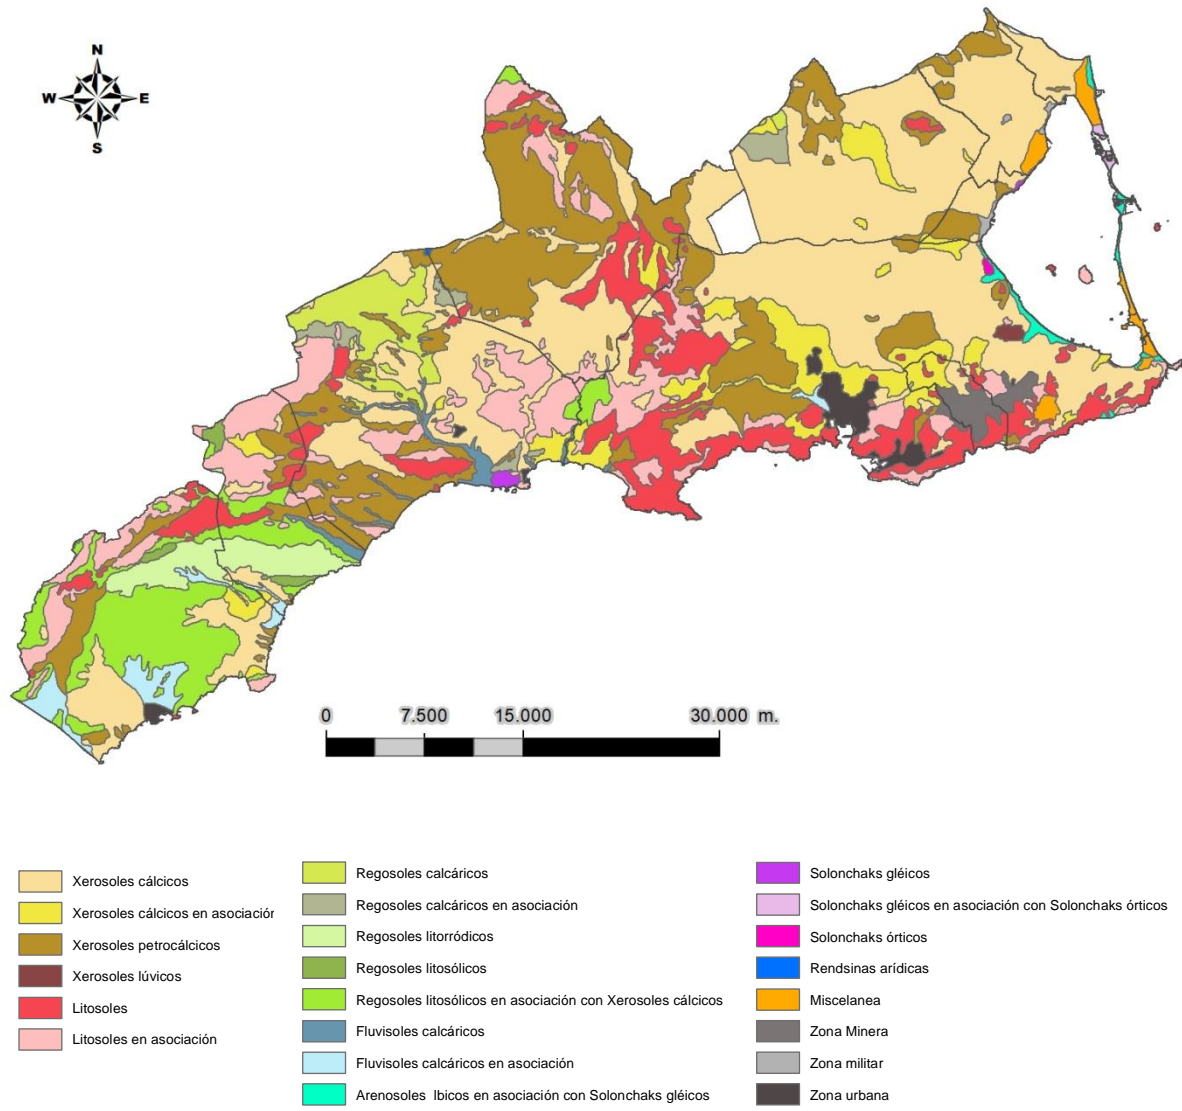 N
W
E
S
0 7.500 15.000 30.000 m.
Xerosoles cálcicos
Xerosoles cálcicos en asociación
Xerosoles petrocálcicos
Xerosoles lúvicos
Litosoles
Litosoles en asociación
Regosoles calcáricos
Regosoles calcáricos en asociación
Regosoles litorródicos
Regosoles litosólicos
Regosoles litosólicos en asociación con Xerosoles cálcicos
Fluvisoles calcáricos
Fluvisoles calcáricos en asociación
Arenosoles Ibicos en asociación con Solonchaks gléicos
Solonchaks gléicos
Solonchaks gléicos en asociación con Solonchaks órticos
Solonchaks órticos
Rendsinas arídicas
Miscelanea
Zona Minera
Zona militar
Zona urbana